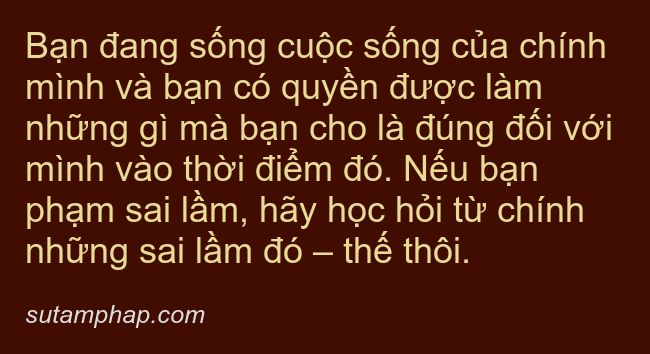 Bạn đang sống cuộc sống của chính
mình và bạn có quyền được làm
những gì mà bạn cho là đúng đối với
mình vào thời điểm đó. Nếu bạn
phạm sai lầm, hãy học hỏi từ chính
những sai lầm đó – thế thôi.
sutamphap.com